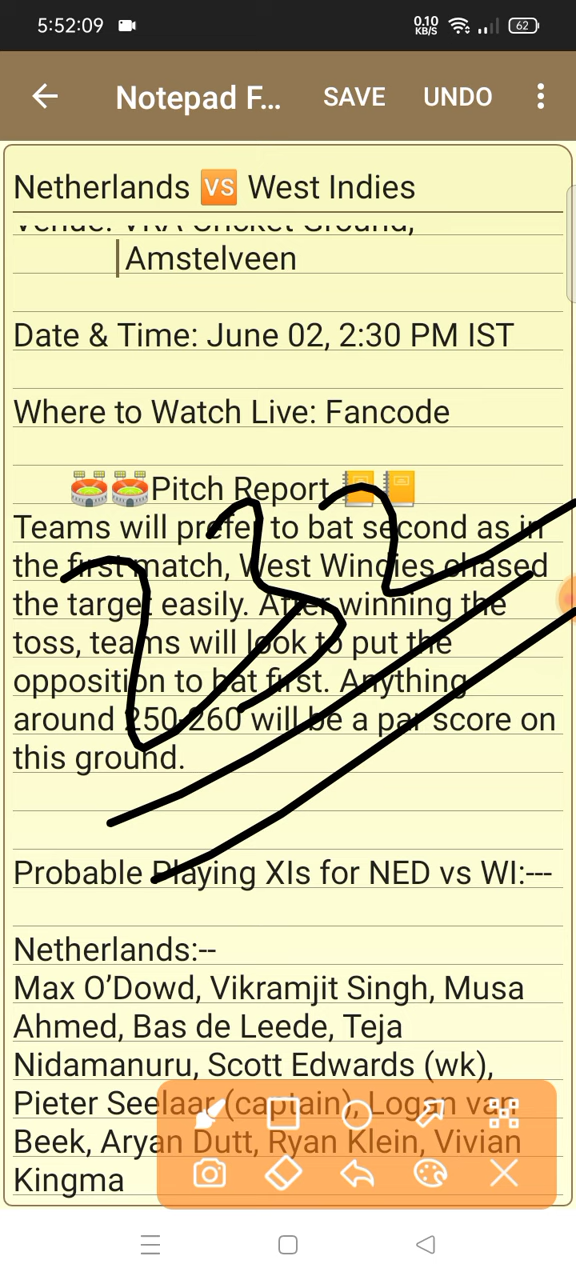 5:52:09
0.10
KB/S
62
Notepad F...
SAVE
UNDO
Netherlands 🆚 West Indies
Venue: VRA Cricket Ground,
Amstelveen
Date & Time: June 02, 2:30 PM IST
Where to Watch Live: Fancode
🏟️🏟️Pitch Report 📒📒
Teams will prefer to bat second as in
the first match, West Windies chased
the target easily. After winning the
toss, teams will look to put the
opposition to bat first. Anything
around 250-260 will be a par score on
this ground.
Probable Playing XIs for NED vs WI:---
Netherlands:--
Max O’Dowd, Vikramjit Singh, Musa
Ahmed, Bas de Leede, Teja
Nidamanuru, Scott Edwards (wk),
Pieter Seelaar (captain), Logan van
Beek, Aryan Dutt, Ryan Klein, Vivian
Kingma